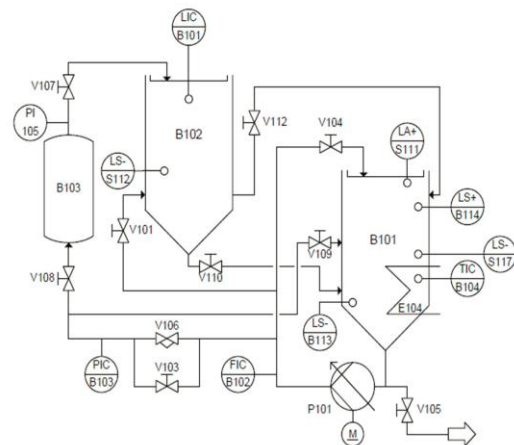 LIC
B101
V107
PI
105
B102
V112
V104
LA+
S111
LS-
S112
B103
LS+
B114
V101
V109
B101
LS-
S117
V108
V110
TIC
B104
E104
V106
LS-
B113
PIC
B103
V103
FIC
B102
P101
V105
M